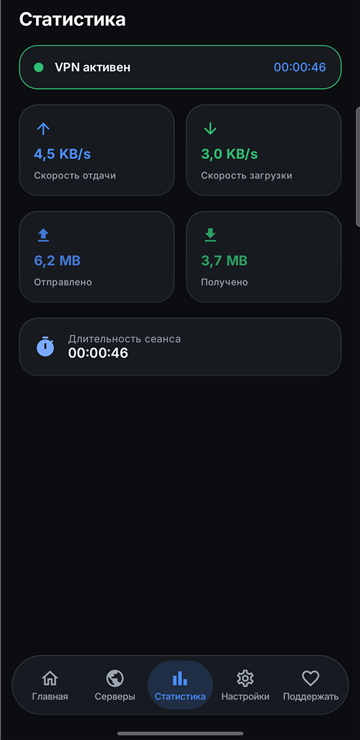 Статистика
VPN активен 00:00:46
4,5 KB/s
Скорость отдачи
3,0 KB/s
Скорость загрузки
6,2 MB
Отправлено
3,7 MB
Получено
Длительность сеанса
00:00:46
Главная Серверы Статистика Настройки Поддержать